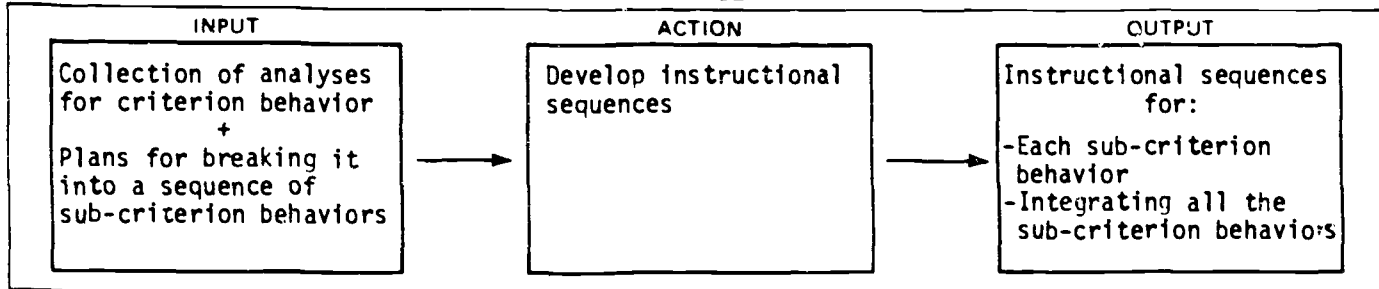 INPUT
Collection of analyses
for criterion behavior
+
Plans for breaking it
into a sequence of
sub-criterion behaviors
ACTION
Develop instructional
sequences
OUTPUT
Instructional sequences
for:
-Each sub-criterion
behavior
-Integrating all the
sub-criterion behaviors